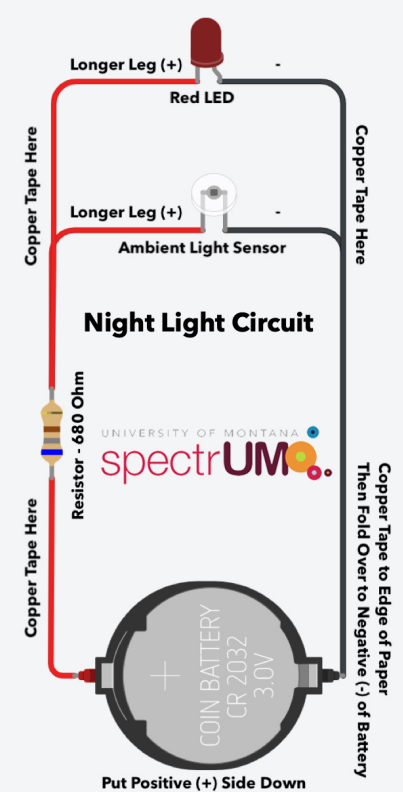 Longer Leg (+)
-
Red LED
Copper Tape Here
Copper Tape Here
Longer Leg (+)
-
Ambient Light Sensor
Night Light Circuit
Resistor - 680 Ohm
UNIVERSITY OF MONTANA
spectrUM
Copper Tape Here
Copper Tape to Edge of Paper
Then Fold Over to Negative (-) of Battery
+
COIN BATTERY
CR 2032
3.0V
Put Positive (+) Side Down